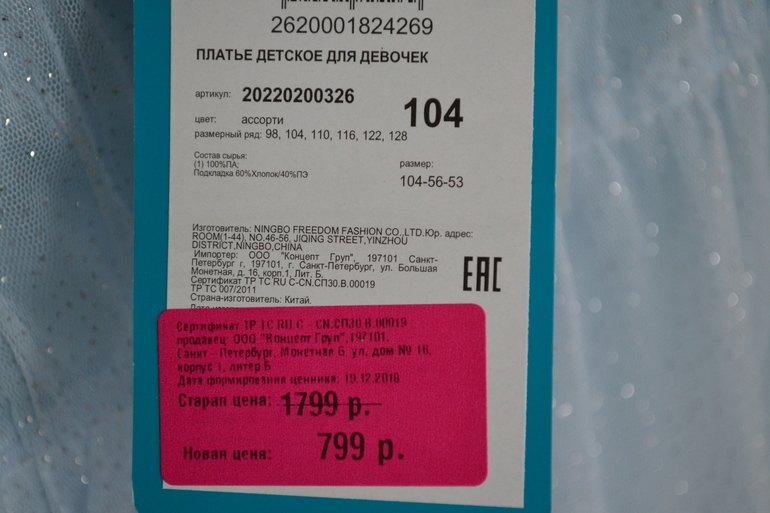 2620001824269
ПЛАТЬЕ ДЕТСКОЕ ДЛЯ ДЕВОЧЕК
артикул: 20220200326
104
цвет: ассорти
размерный ряд: 98, 104, 110, 116, 122, 128
Состав сырья:
(1) 100%ПА;
Подкладка 60%Хлопок/40%ПЭ
размер:
104-56-53
Изготовитель: NINGBO FREEDOM FASHION CO.,LTD.Юр. адрес:
ROOM(1-44), NO.46-56, JIQING STREET,YINZHOU
DISTRICT,NINGBO,CHINA
Импортер: ООО "Концепт Груп", 197101 Санкт-
Петербург г, 197101, г. Санкт-Петербург, ул. Большая
Монетная, д. 16, корп.1, Лит. Б.
Сертификат ТР ТС RU C-CN.СП30.В.00019
ТР ТС 007/2011
Страна-изготовитель: Китай.
EAC
Сертификат ТР ТС RU C - CN.СП30.В.00019
продавец: ООО "Концепт Груп",197101,
Санкт - Петербург, Монетная Б. ул, дом № 16,
корпус 1, литер Б
Дата формирования ценника: 19.12.2018
Старая цена: 1799 р.
Новая цена: 799 р.